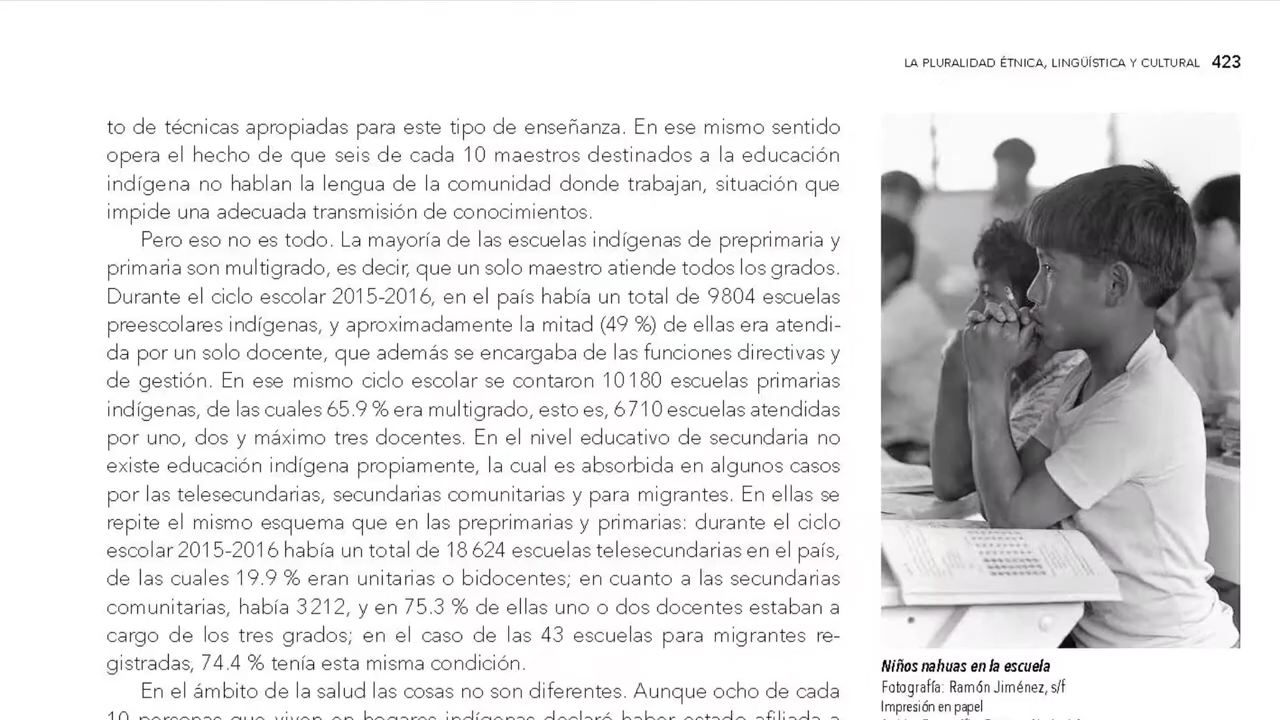 LA PLURALIDAD ÉTNICA, LINGÜÍSTICA Y CULTURAL 423
to de técnicas apropiadas para este tipo de enseñanza. En ese mismo sentido
opera el hecho de que seis de cada 10 maestros destinados a la educación
indígena no hablan la lengua de la comunidad donde trabajan, situación que
impide una adecuada transmisión de conocimientos.
Pero eso no es todo. La mayoría de las escuelas indígenas de preprimaria y
primaria son multigrado, es decir, que un solo maestro atiende todos los grados.
Durante el ciclo escolar 2015-2016, en el país había un total de 9804 escuelas
preescolares indígenas, y aproximadamente la mitad (49 %) de ellas era atendi-
da por un solo docente, que además se encargaba de las funciones directivas y
de gestión. En ese mismo ciclo escolar se contaron 10180 escuelas primarias
indígenas, de las cuales 65.9 % era multigrado, esto es, 6710 escuelas atendidas
por uno, dos y máximo tres docentes. En el nivel educativo de secundaria no
existe educación indígena propiamente, la cual es absorbida en algunos casos
por las telesecundarias, secundarias comunitarias y para migrantes. En ellas se
repite el mismo esquema que en las preprimarias y primarias: durante el ciclo
escolar 2015-2016 había un total de 18 624 escuelas telesecundarias en el país,
de las cuales 19.9 % eran unitarias o bidocentes; en cuanto a las secundarias
comunitarias, había 3212, y en 75.3 % de ellas uno o dos docentes estaban a
cargo de los tres grados; en el caso de las 43 escuelas para migrantes re-
gistradas, 74.4 % tenía esta misma condición.
En el ámbito de la salud las cosas no son diferentes. Aunque ocho de cada
10 personas que viven en hogares indígenas declaró haber estado afiliada a
Niños nahuas en la escuela
Fotografía: Ramón Jiménez, s/f
Impresión en papel